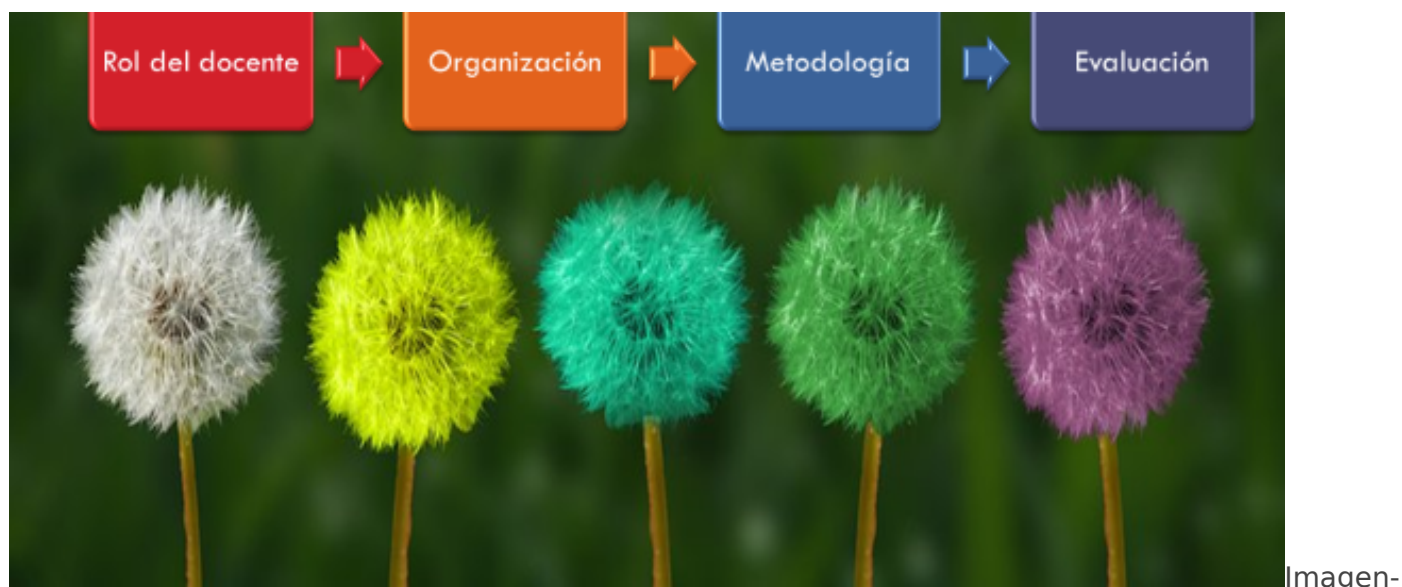 Rol del docente
Organización
Metodología
Evaluación
Imagen-